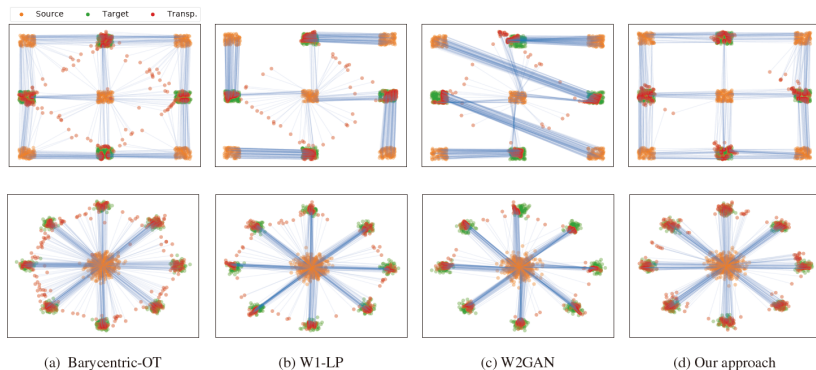 Source Target Transp.
(a) Barycentric-OT (b) W1-LP (c) W2GAN (d) Our approach